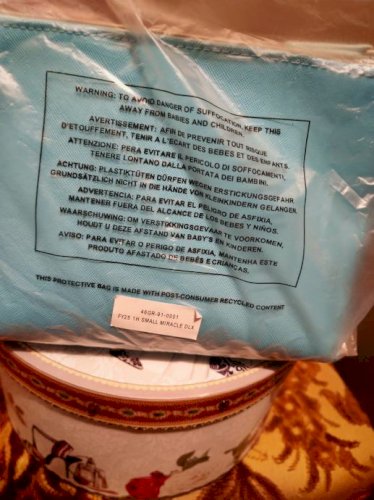 WARNING: TO AVOID DANGER OF SUFFOCATION, KEEP THIS
AWAY FROM BABIES AND CHILDREN.
AVERTISSEMENT: AFIN DE PREVENIR TOUT RISQUE
D'ETOUFFEMENT, TENIR A L'ECART DES BEBES ET DES ENFANTS.
ATTENZIONE: PERA EVITARE IL PERICOLO DI SOFFOCAMENTI,
TENERE LONTANO DALLA PORTATA DEI BAMBINI.
ACHTUNG: PLASTIKTÜTEN DÜRFEN WEGEN ERSTICKUNGSGEFAHR
GRUNDSÄTZLICH NICHT IN DIE HÄNDE VON KLEINKINDERN GELANGEN.
ADVERTENCIA: PARA EVITAR EL PELIGRO DE ASFIXIA,
MANTENER FUERA DEL ALCANCE DE LOS BEBES Y NIÑOS.
WAARSCHUWING: OM VERSTIKKINGSGEVAAR TE VOORKOMEN,
HOUDT U DEZE AFSTAND VAN BABY'S EN KINDEREN.
AVISO: PARA EVITAR O PERIGO DE ASFIXIA, MANTENHA ESTE
PRODUTO AFASTADO DE BEBÊS E CRIANÇAS.
THIS PROTECTIVE BAG IS MADE WITH POST-CONSUMER RECYCLED CONTENT
46GR-91-0001
FY25 1H SMALL MIRACLE DLX